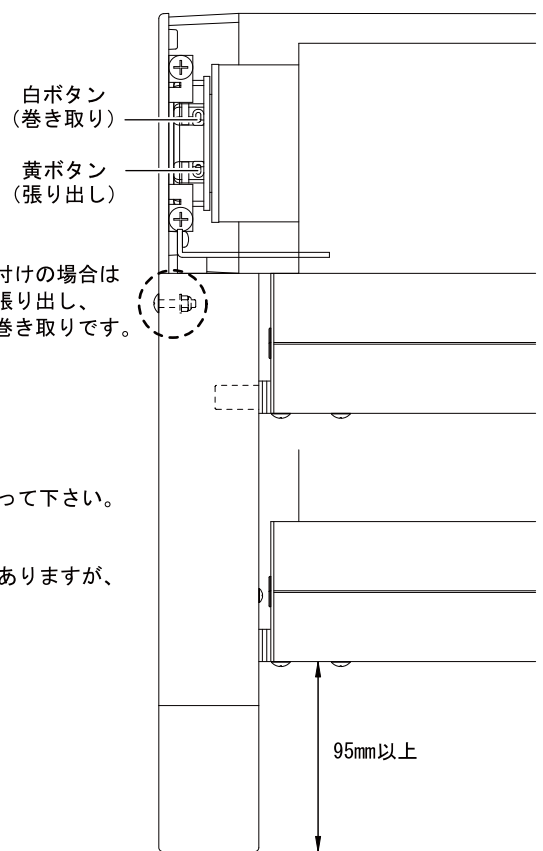 白ボタン
(巻き取り)
黄ボタン
(張り出し)
付けの場合は
張り出し、
巻き取りです。
って下さい。
ありますが、
95mm以上